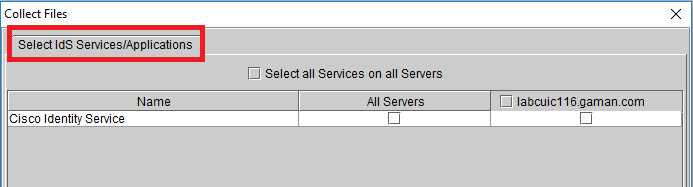 Collect Files
Select IdS Services/Applications
Select all Services on all Servers
Name All Servers labcuic116.gaman.com
Cisco Identity Service